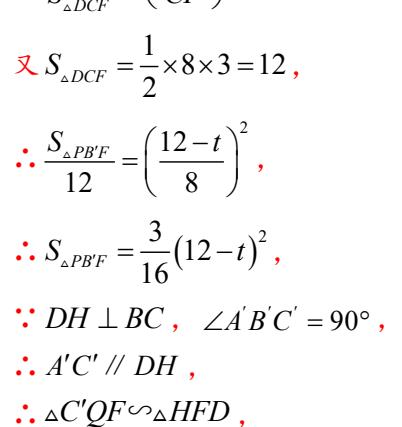 S△DCF
又 S△DCF = 1/2 × 8 × 3 = 12，
∴ S△PB′F / 12 = ((12 − t) / 8)²，
∴ S△PB′F = 3/16 (12 − t)²，
∵ DH ⊥ BC， ∠A′B′C′ = 90°，
∴ A′C′ // DH，
∴ △C′QF∽△HFD，